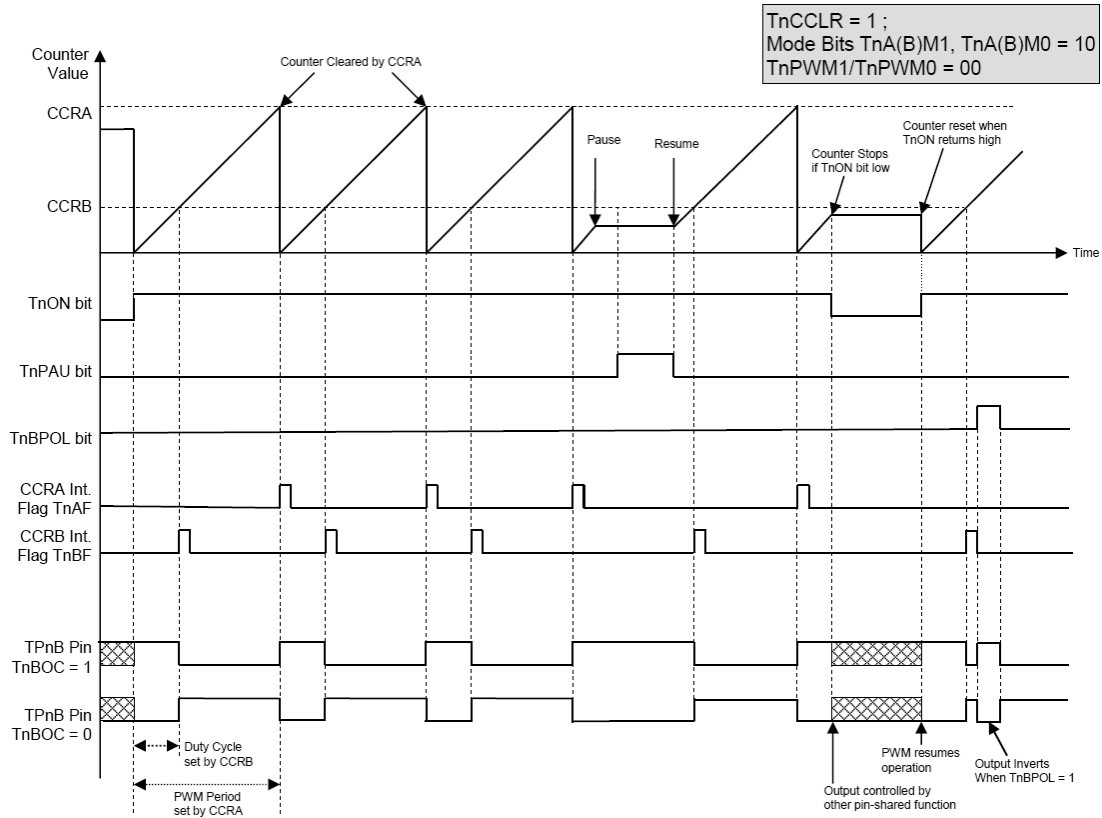 TnCCLR = 1 ;
Mode Bits TnA(B)M1, TnA(B)M0 = 10
TnPWM1/TnPWM0 = 00
Counter
Value
Counter Cleared by CCRA
CCRA
Pause
Resume
Counter Stops
if TnON bit low
Counter reset when
TnON returns high
CCRB
Time
TnON bit
TnPAU bit
TnBPOL bit
CCRA Int.
Flag TnAF
CCRB Int.
Flag TnBF
TPnB Pin
TnBOC = 1
TPnB Pin
TnBOC = 0
Duty Cycle
set by CCRB
PWM Period
set by CCRA
Output controlled by
other pin-shared function
PWM resumes
operation
Output Inverts
When TnBPOL = 1